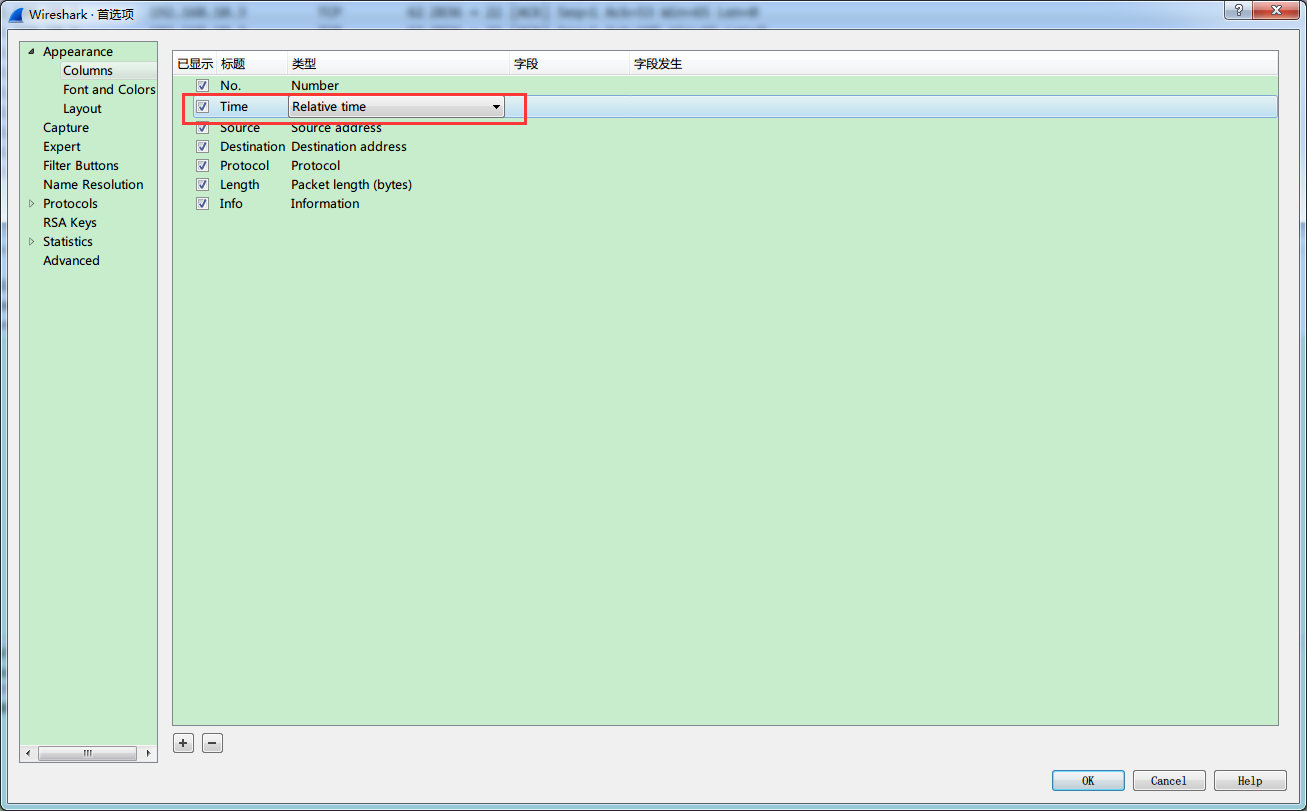 Wireshark · 首选项
Appearance
Columns
Font and Colors
Layout
Capture
Expert
Filter Buttons
Name Resolution
Protocols
RSA Keys
Statistics
Advanced
已显示 标题 类型 字段 字段发生
No. Number
Time Relative time
Source Source address
Destination Destination address
Protocol Protocol
Length Packet length (bytes)
Info Information
OK Cancel Help